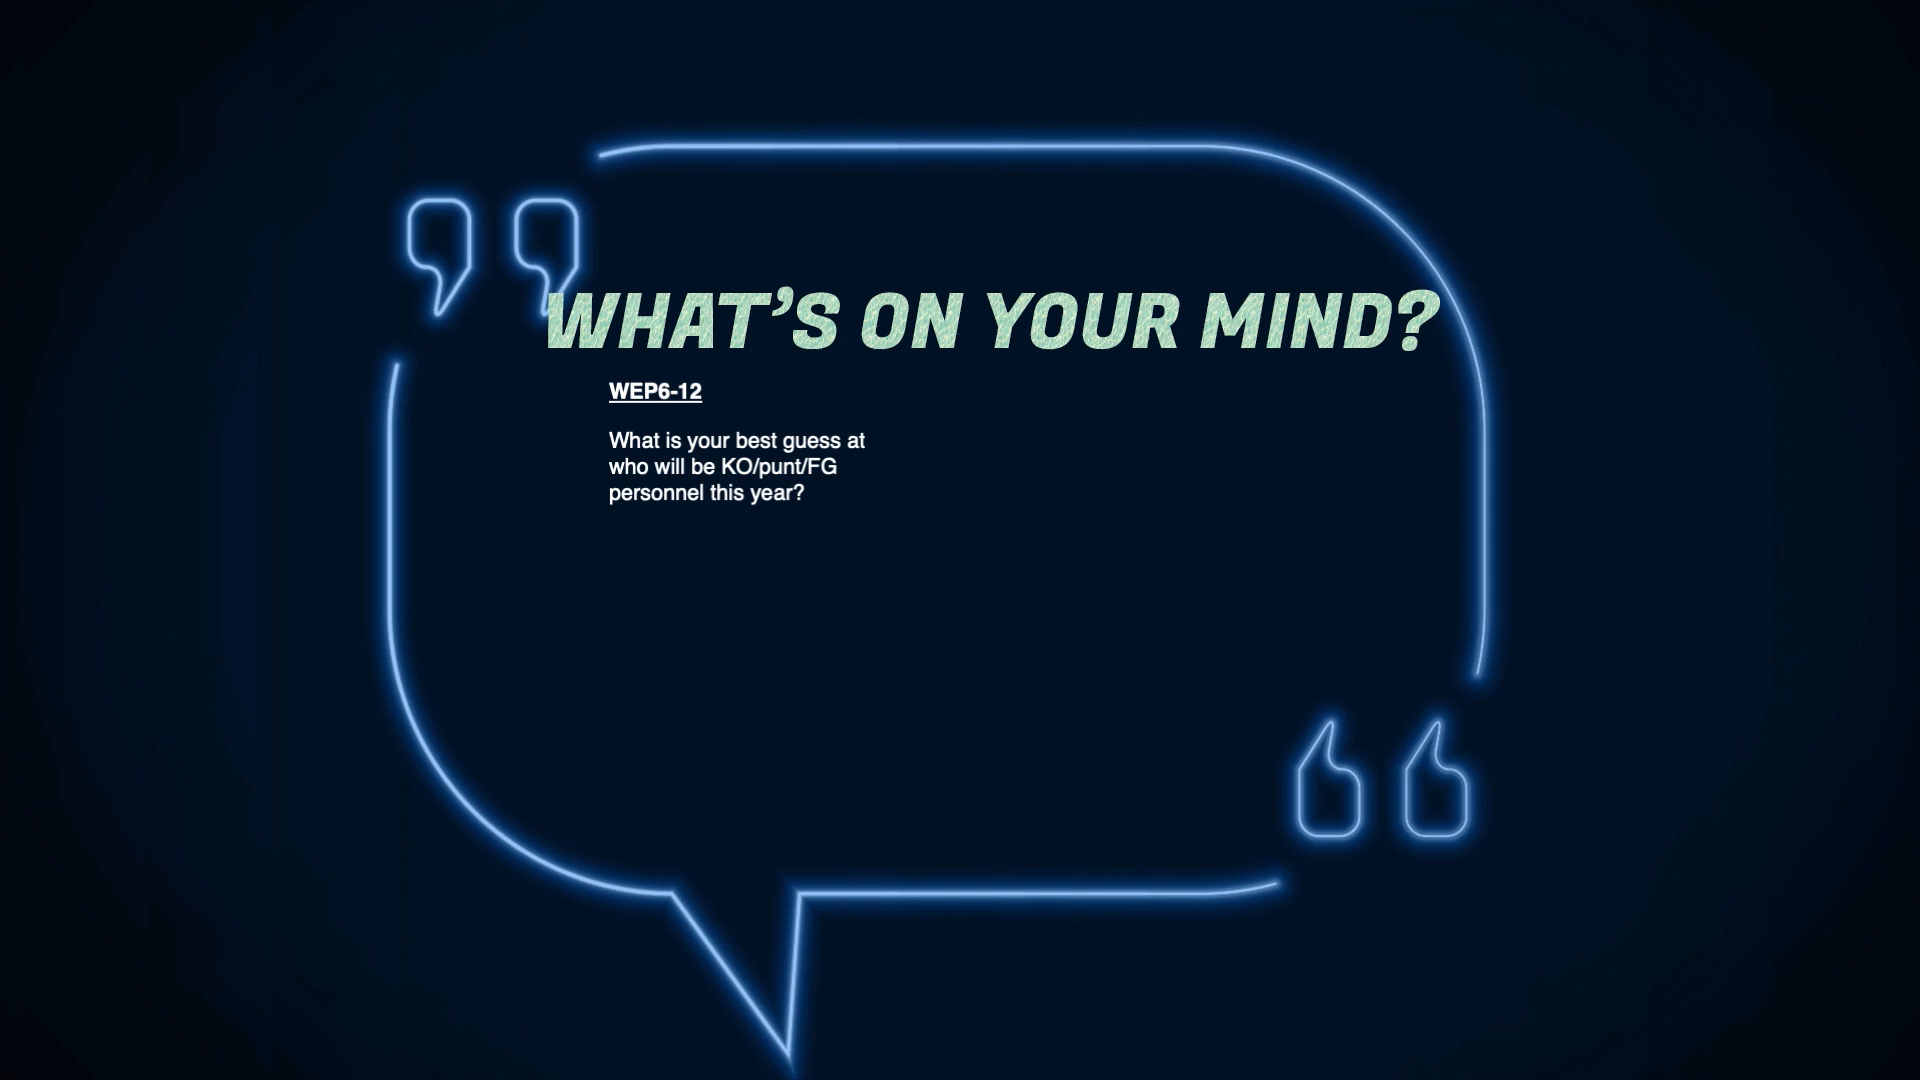 WHAT'S ON YOUR MIND?
WEP6-12
What is your best guess at
who will be KO/punt/FG
personnel this year?